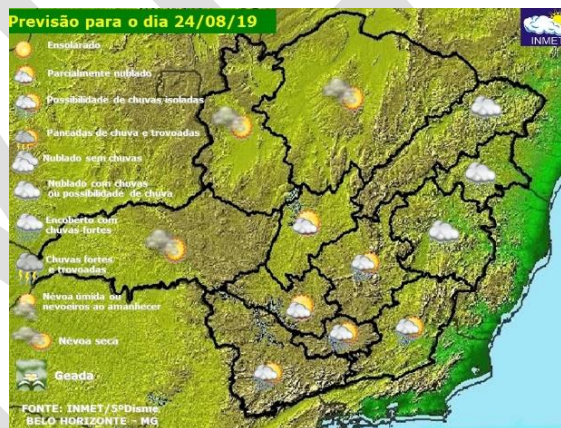 Previsão para o dia 24/08/19
INMET
Ensolarado
Parcialmente nublado
Possibilidade de chuvas isoladas
Pancadas de chuva e trovoadas
Nublado sem chuvas
Nublado com chuvas
ou possibilidade de chuva
Encoberto com
chuvas fortes
Chuvas fortes
e trovoadas
Névoa úmida ou
nevoeiros ao amanhecer
Névoa seca
Geada
FONTE: INMET/5ºDisme
BELO HORIZONTE - MG